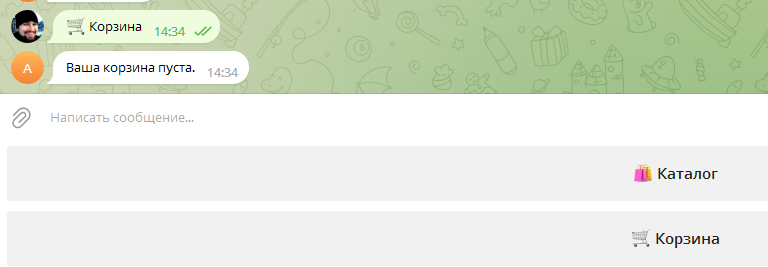 🛒 Корзина 14:34
А Ваша корзина пуста. 14:34
Написать сообщение...
🛍 Каталог
🛒 Корзина